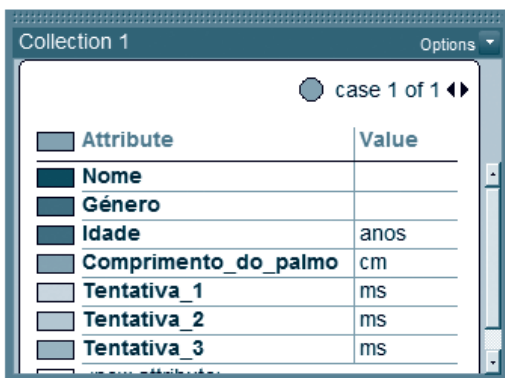 Collection 1 Options
case 1 of 1
Attribute Value
Nome
Género
Idade anos
Comprimento_do_palmo cm
Tentativa_1 ms
Tentativa_2 ms
Tentativa_3 ms